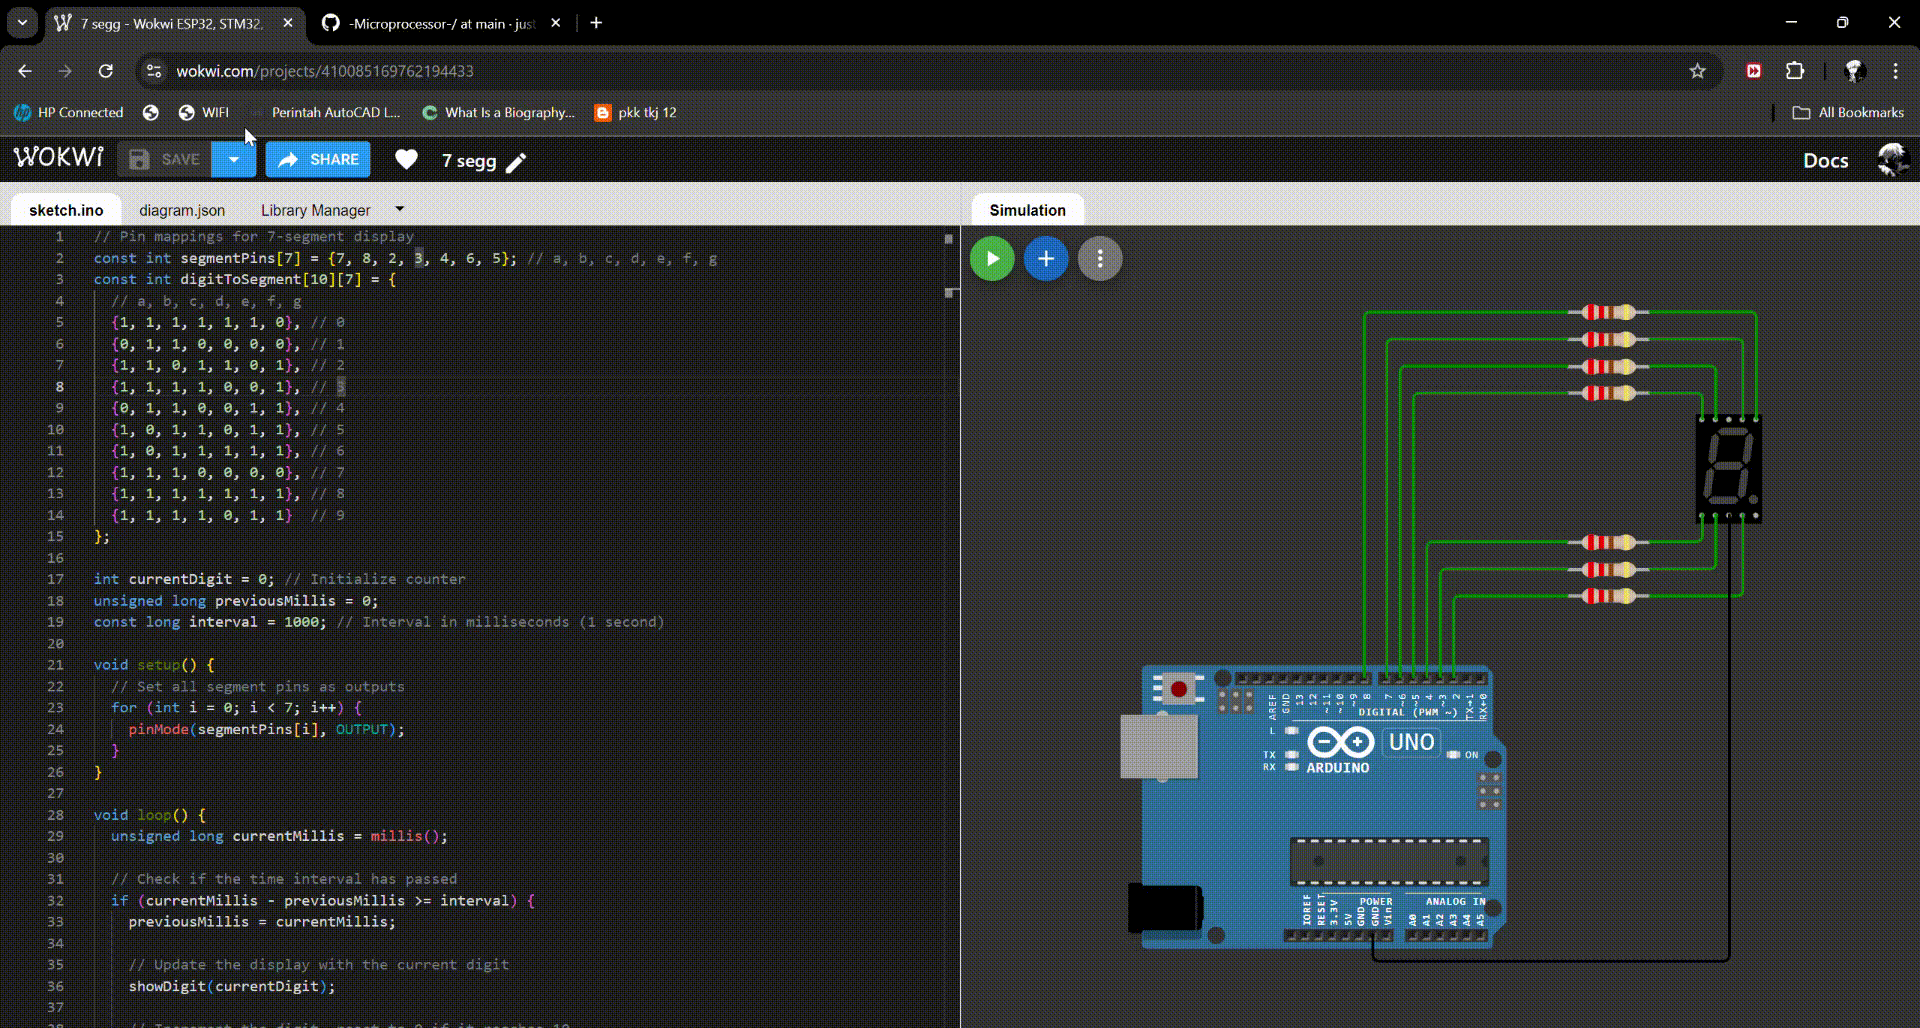 7 segg - Wokwi ESP32, STM32,
-Microprocessor-/ at main · jus
wokwi.com/projects/410085169762194433
HP Connected
WIFI
Perintah AutoCAD L...
What Is a Biography...
pkk tkj 12
All Bookmarks
WOKWI
SAVE
SHARE
7 segg
Docs
sketch.ino
diagram.json
Library Manager
Simulation
1 // Pin mappings for 7-segment display
2 const int segmentPins[7] = {7, 8, 2, 3, 4, 6, 5}; // a, b, c, d, e, f, g
3 const int digitToSegment[10][7] = {
4 // a, b, c, d, e, f, g
5 {1, 1, 1, 1, 1, 1, 0}, // 0
6 {0, 1, 1, 0, 0, 0, 0}, // 1
7 {1, 1, 0, 1, 1, 0, 1}, // 2
8 {1, 1, 1, 1, 0, 0, 1}, // 3
9 {0, 1, 1, 0, 0, 1, 1}, // 4
10 {1, 0, 1, 1, 0, 1, 1}, // 5
11 {1, 0, 1, 1, 1, 1, 1}, // 6
12 {1, 1, 1, 0, 0, 0, 0}, // 7
13 {1, 1, 1, 1, 1, 1, 1}, // 8
14 {1, 1, 1, 1, 0, 1, 1} // 9
15 };
16
17 int currentDigit = 0; // Initialize counter
18 unsigned long previousMillis = 0;
19 const long interval = 1000; // Interval in milliseconds (1 second)
20
21 void setup() {
22 // Set all segment pins as outputs
23 for (int i = 0; i < 7; i++) {
24 pinMode(segmentPins[i], OUTPUT);
25 }
26 }
27
28 void loop() {
29 unsigned long currentMillis = millis();
30
31 // Check if the time interval has passed
32 if (currentMillis - previousMillis >= interval) {
33 previousMillis = currentMillis;
34
35 // Update the display with the current digit
36 showDigit(currentDigit);
37
38 // Increment the digit, reset to 0 if it reaches 10
AREF
GND
13
12
~11
~10
~9
8
7
~6
~5
4
~3
2
TX→1
RX←0
DIGITAL (PWM ~)
L
TX
RX
UNO
ON
ARDUINO
IOREF
RESET
3.3V
5V
GND
GND
Vin
POWER
ANALOG IN
A0
A1
A2
A3
A4
A5